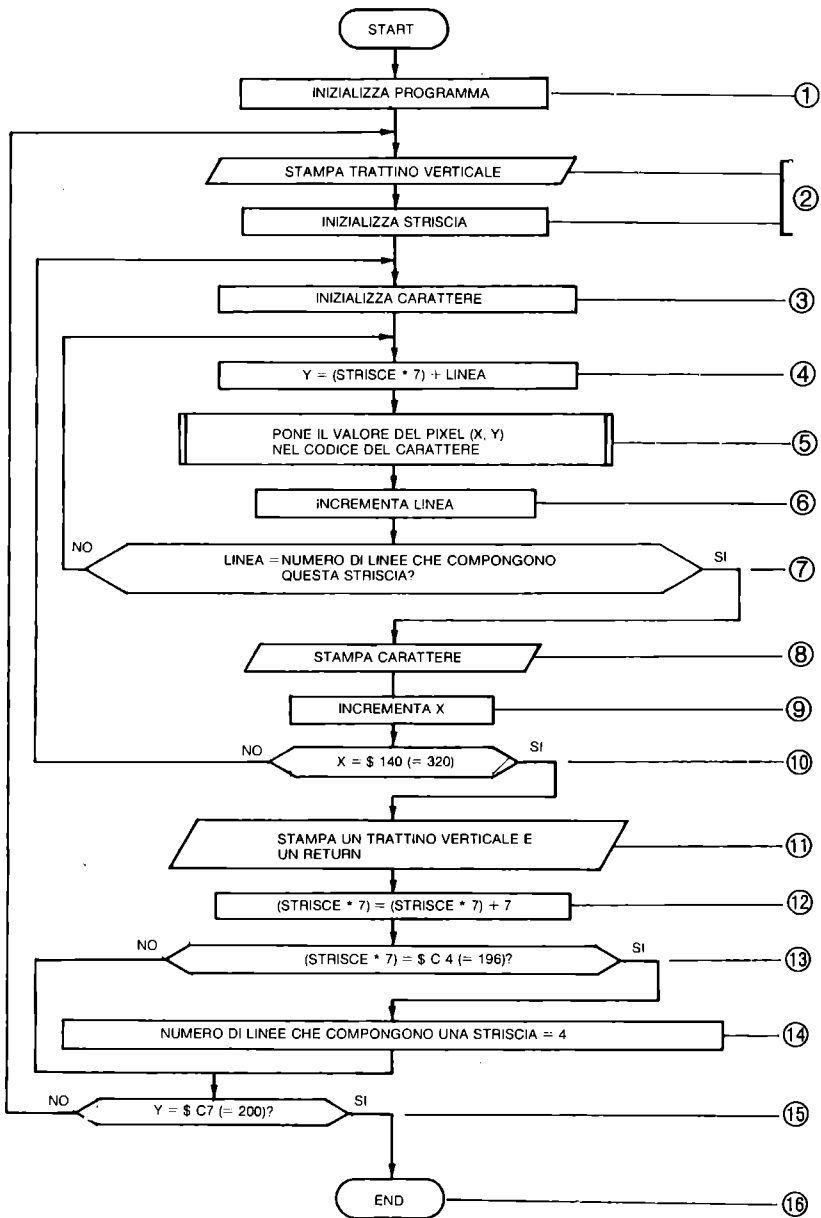 START
INIZIALIZZA PROGRAMMA
①
STAMPA TRATTINO VERTICALE
②
INIZIALIZZA STRISCIA
INIZIALIZZA CARATTERE
③
Y = (STRISCE * 7) + LINEA
④
PONE IL VALORE DEL PIXEL (X, Y)
NEL CODICE DEL CARATTERE
⑤
INCREMENTA LINEA
⑥
NO
LINEA = NUMERO DI LINEE CHE COMPONGONO
QUESTA STRISCIA?
SI
⑦
STAMPA CARATTERE
⑧
INCREMENTA X
⑨
NO
X = $ 140 (= 320)
SI
⑩
STAMPA UN TRATTINO VERTICALE E
UN RETURN
⑪
(STRISCE * 7) = (STRISCE * 7) + 7
⑫
NO
(STRISCE * 7) = $ C 4 (= 196)?
SI
⑬
NUMERO DI LINEE CHE COMPONGONO UNA STRISCIA = 4
⑭
NO
Y = $ C7 (= 200)?
SI
⑮
END
⑯